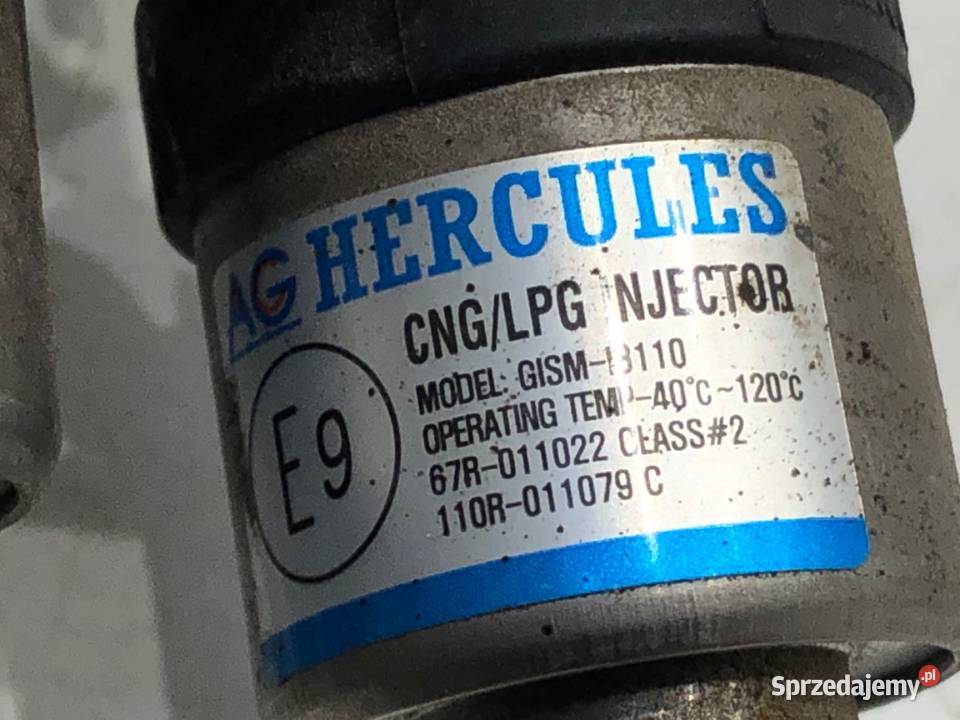 AG HERCULES
CNG/LPG INJECTOR
MODEL: GISM-I3110
OPERATING TEMP-40°C~120°C
67R-011022 CLASS#2
110R-011079 C
E9
Sprzedajemy.pl